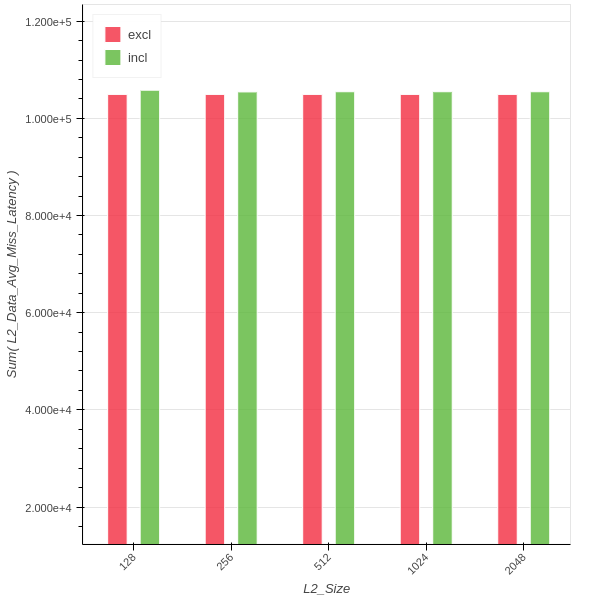 1.200e+5
1.000e+5
8.000e+4
6.000e+4
4.000e+4
2.000e+4
Sum( L2_Data_Avg_Miss_Latency )
excl
incl
128
256
512
1024
2048
L2_Size